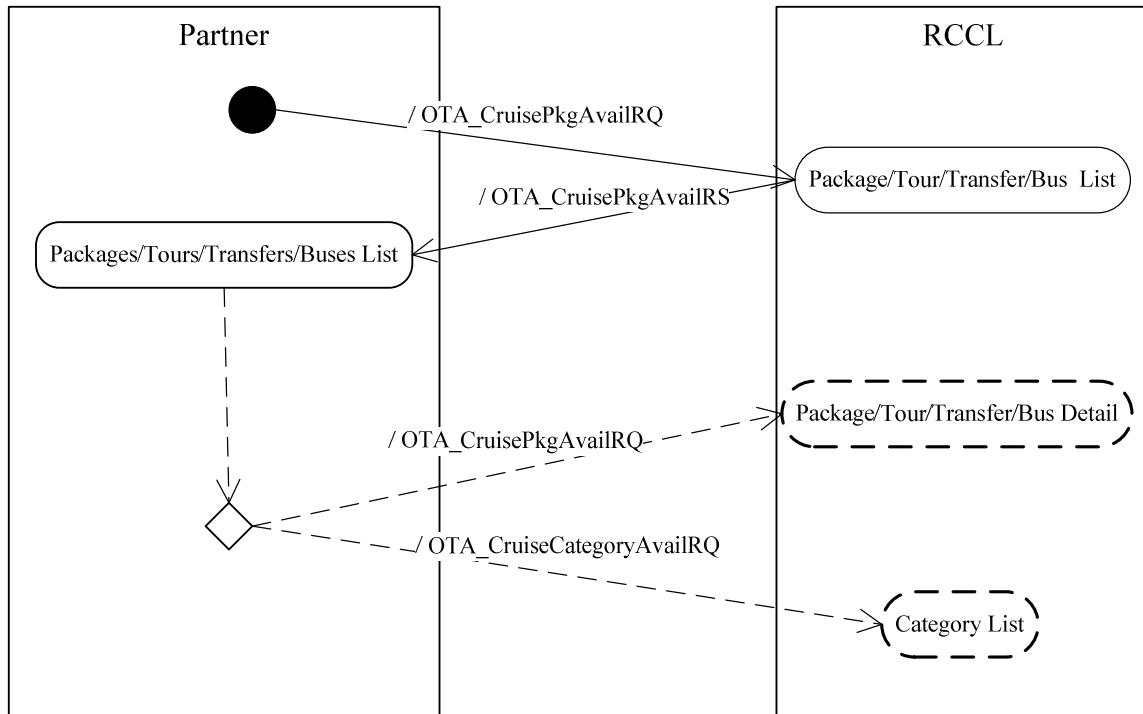 Partner
RCCL
/ OTA_CruisePkgAvailRQ
Package/Tour/Transfer/Bus List
/ OTA_CruisePkgAvailRS
Packages/Tours/Transfers/Buses List
Package/Tour/Transfer/Bus Detail
/ OTA_CruisePkgAvailRQ
/ OTA_CruiseCategoryAvailRQ
Category List